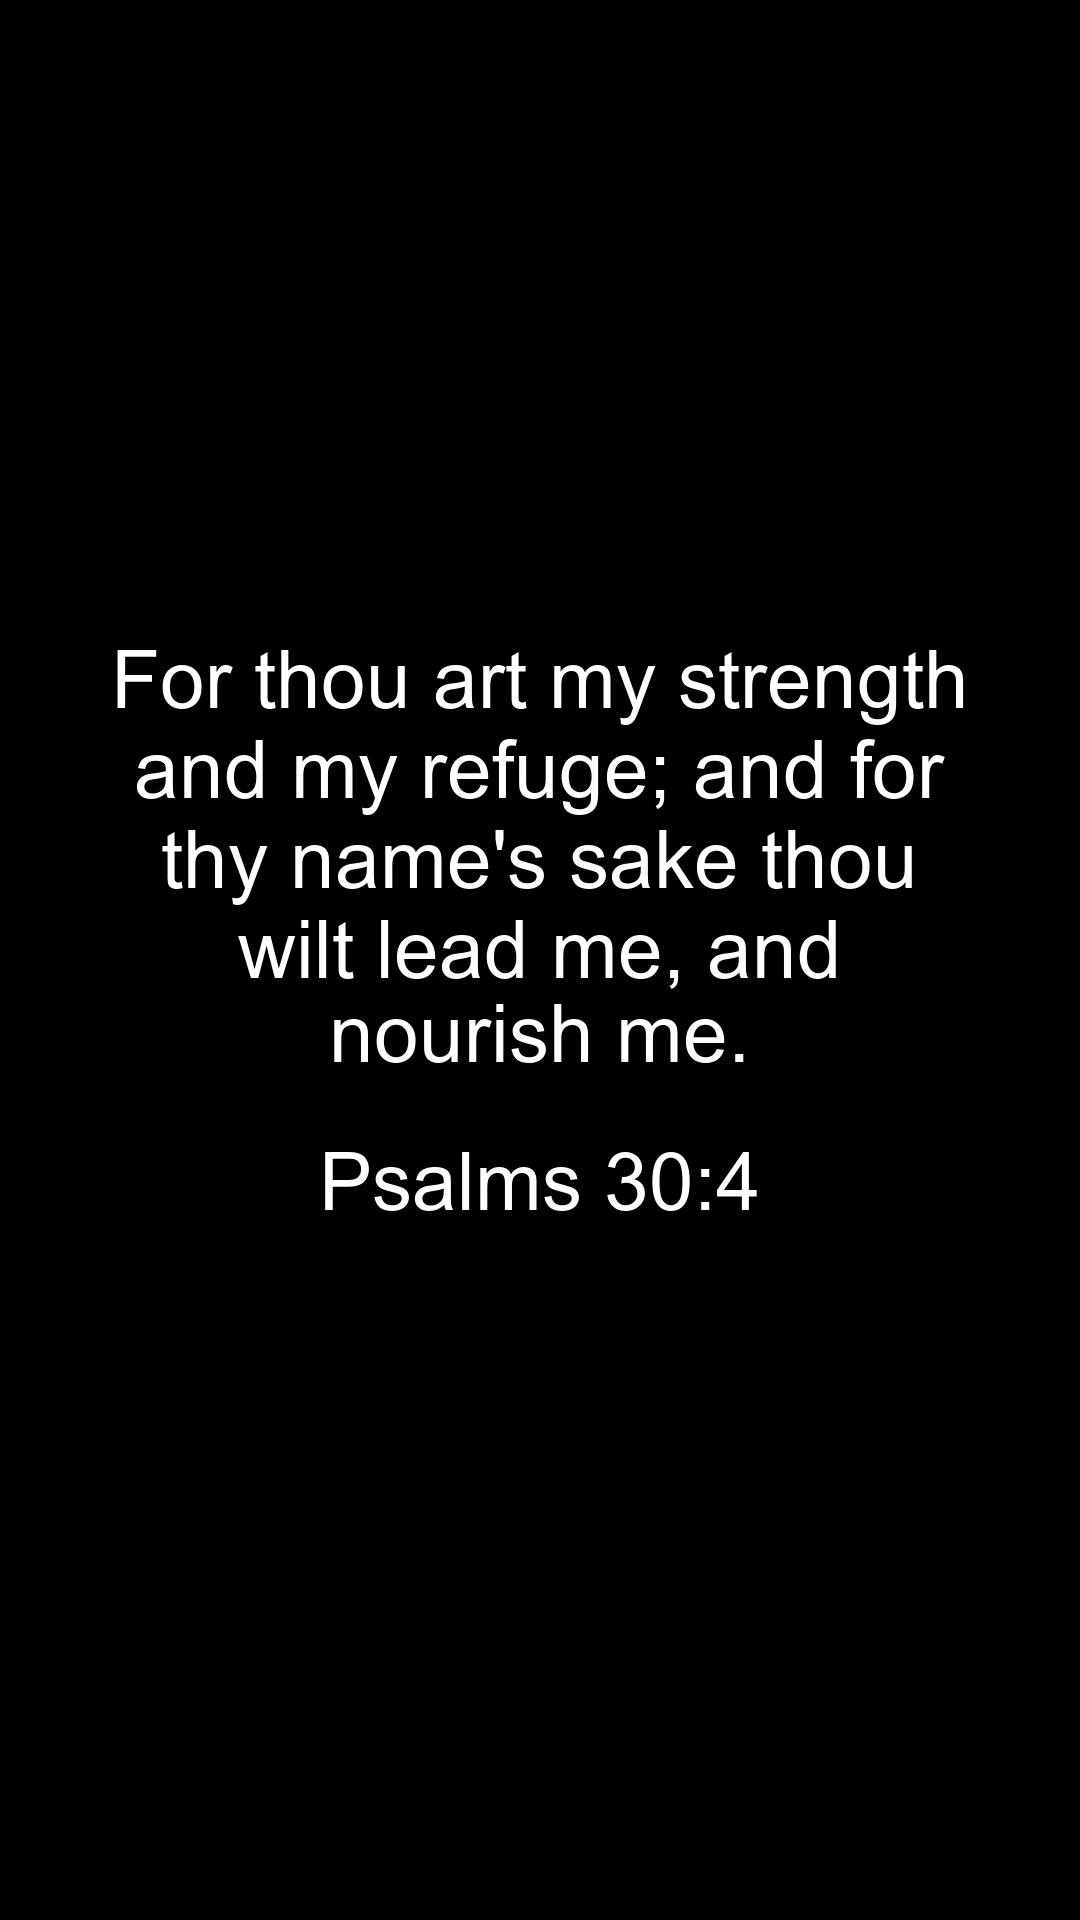 For thou art my strength
and my refuge; and for
thy name's sake thou
wilt lead me, and
nourish me.
Psalms 30:4